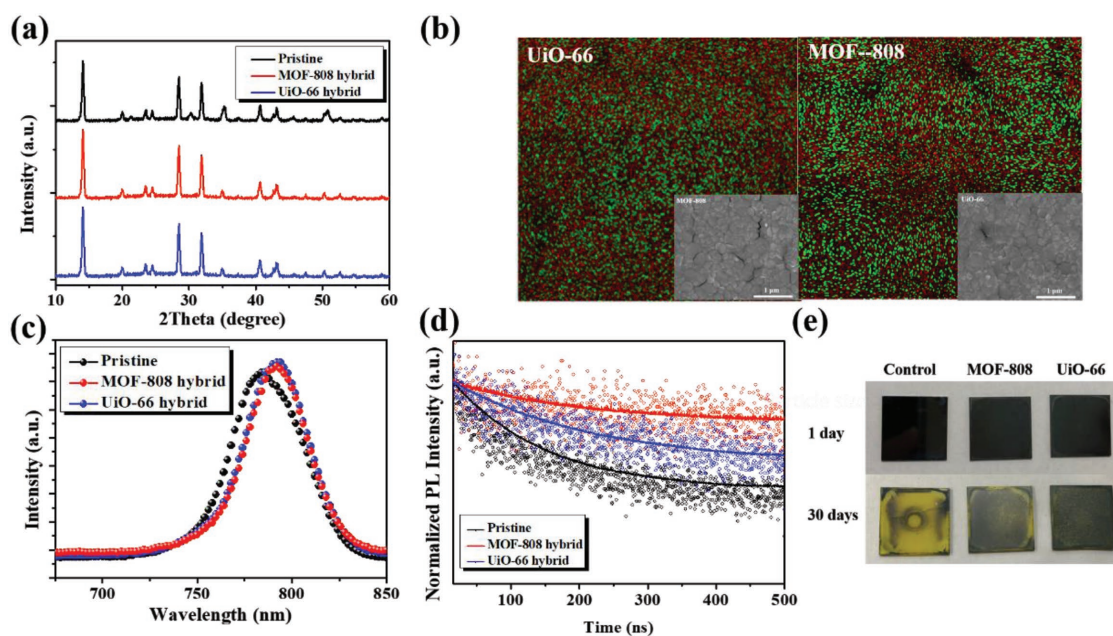 (a)
Pristine
MOF-808 hybrid
UiO-66 hybrid
Intensity (a.u.)
10 20 30 40 50 60
2Theta (degree)
(b)
UiO-66
MOF-808
1 µm
MOF--808
UiO-66
1 µm
(c)
Pristine
MOF-808 hybrid
UiO-66 hybrid
Intensity (a.u.)
700 750 800 850
Wavelength (nm)
(d)
Normalized PL Intensity (a.u.)
Pristine
MOF-808 hybrid
UiO-66 hybrid
100 200 300 400 500
Time (ns)
(e)
Control MOF-808 UiO-66
1 day
30 days